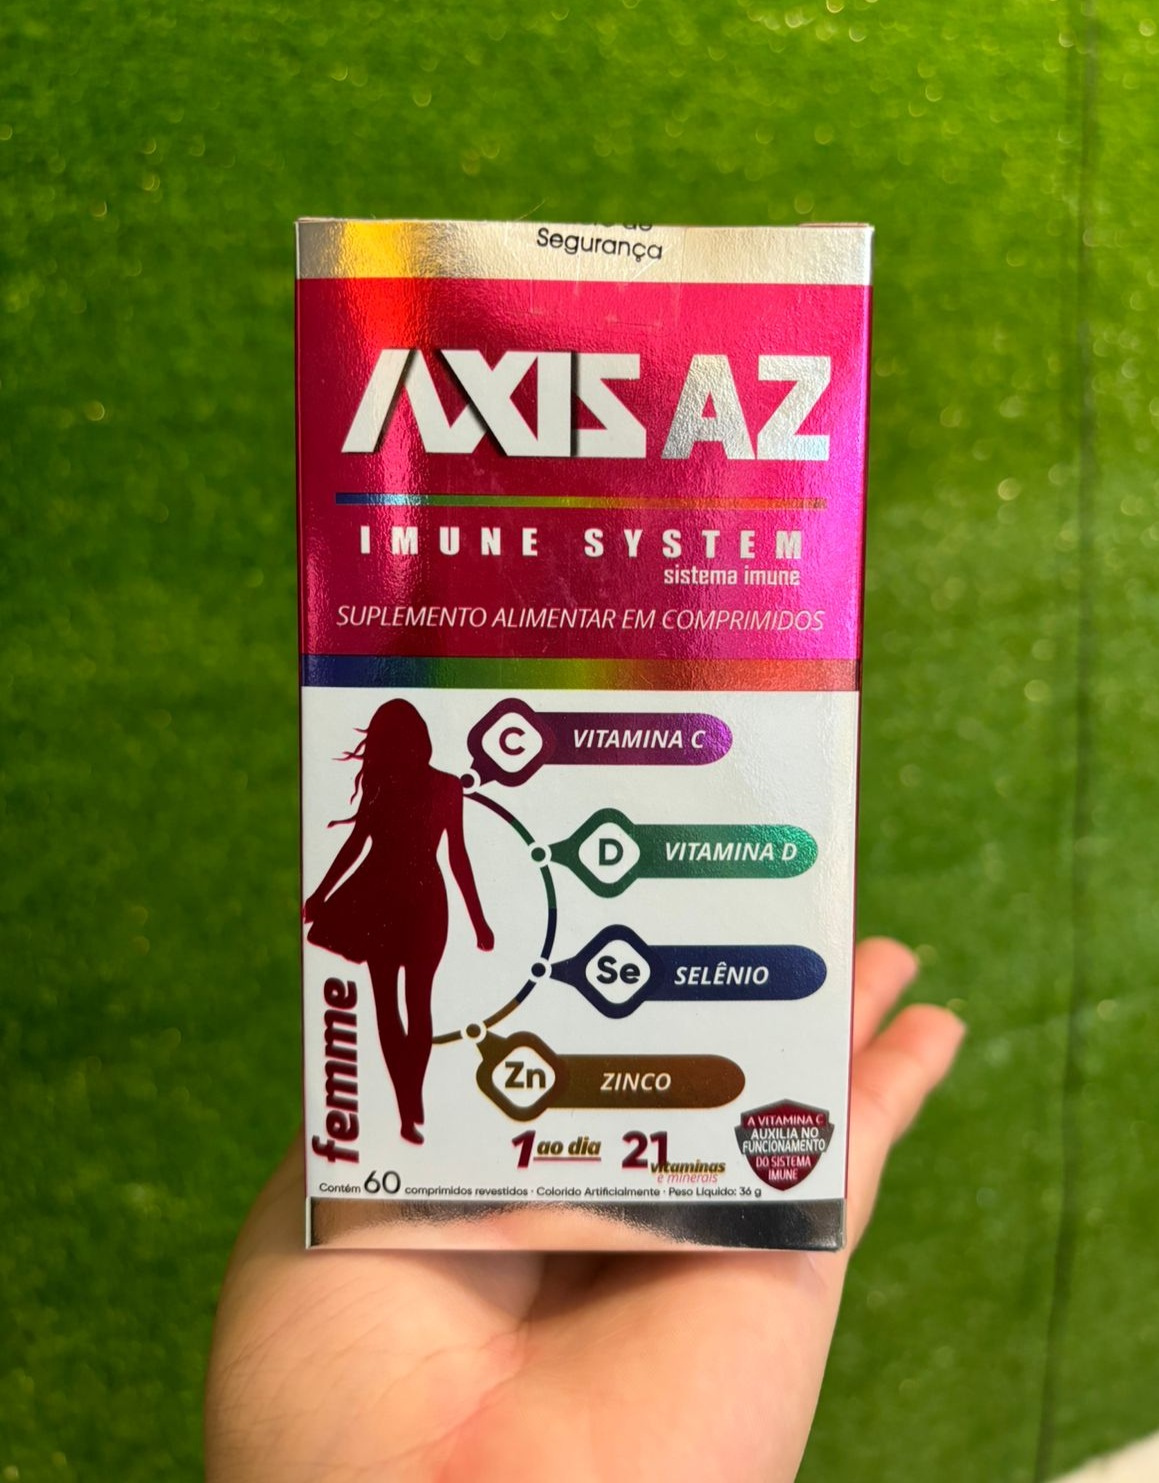 Segurança
AXIS AZ
IMUNE SYSTEM
sistema imune
SUPLEMENTO ALIMENTAR EM COMPRIMIDOS
C VITAMINA C
D VITAMINA D
Se SELÊNIO
Zn ZINCO
femme
1 ao dia 21 vitaminas
e minerais
A VITAMINA C
AUXILIA NO
FUNCIONAMENTO
DO SISTEMA
IMUNE
Contém 60 comprimidos revestidos · Colorido Artificialmente · Peso Líquido: 36 g